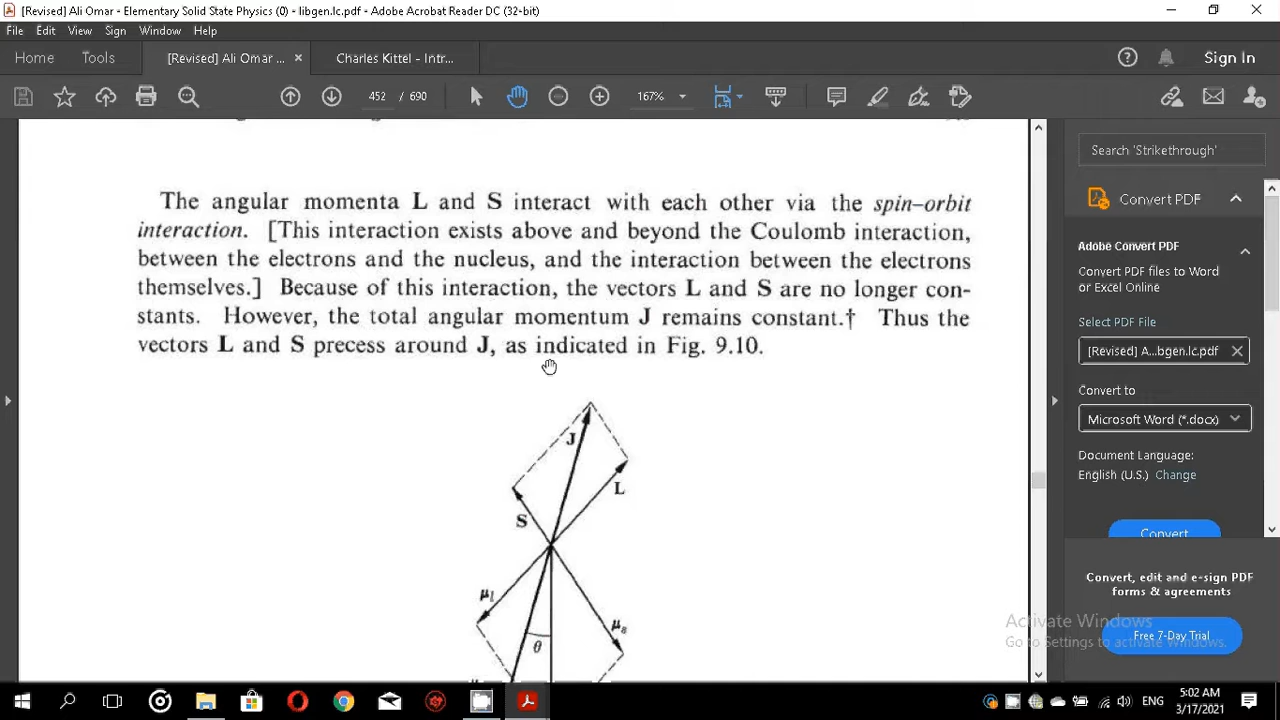 [Revised] Ali Omar - Elementary Solid State Physics (0) - libgen.lc.pdf - Adobe Acrobat Reader DC (32-bit)
File Edit View Sign Window Help
Home Tools [Revised] Ali Omar ... × Charles Kittel - Intr... Sign In
452 / 690 167%
The angular momenta L and S interact with each other via the spin–orbit
interaction. [This interaction exists above and beyond the Coulomb interaction,
between the electrons and the nucleus, and the interaction between the electrons
themselves.] Because of this interaction, the vectors L and S are no longer con-
stants. However, the total angular momentum J remains constant.† Thus the
vectors L and S precess around J, as indicated in Fig. 9.10.
J
L
S
μl
μs
θ
Search 'Strikethrough'
Convert PDF
Adobe Convert PDF
Convert PDF files to Word
or Excel Online
Select PDF File
[Revised] A...bgen.lc.pdf
Convert to
Microsoft Word (*.docx)
Document Language:
English (U.S.) Change
Convert
Convert, edit and e-sign PDF
forms & agreements
Free 7-Day Trial
Activate Windows
Go to Settings to activate Windows.
ENG
5:02 AM
3/17/2021